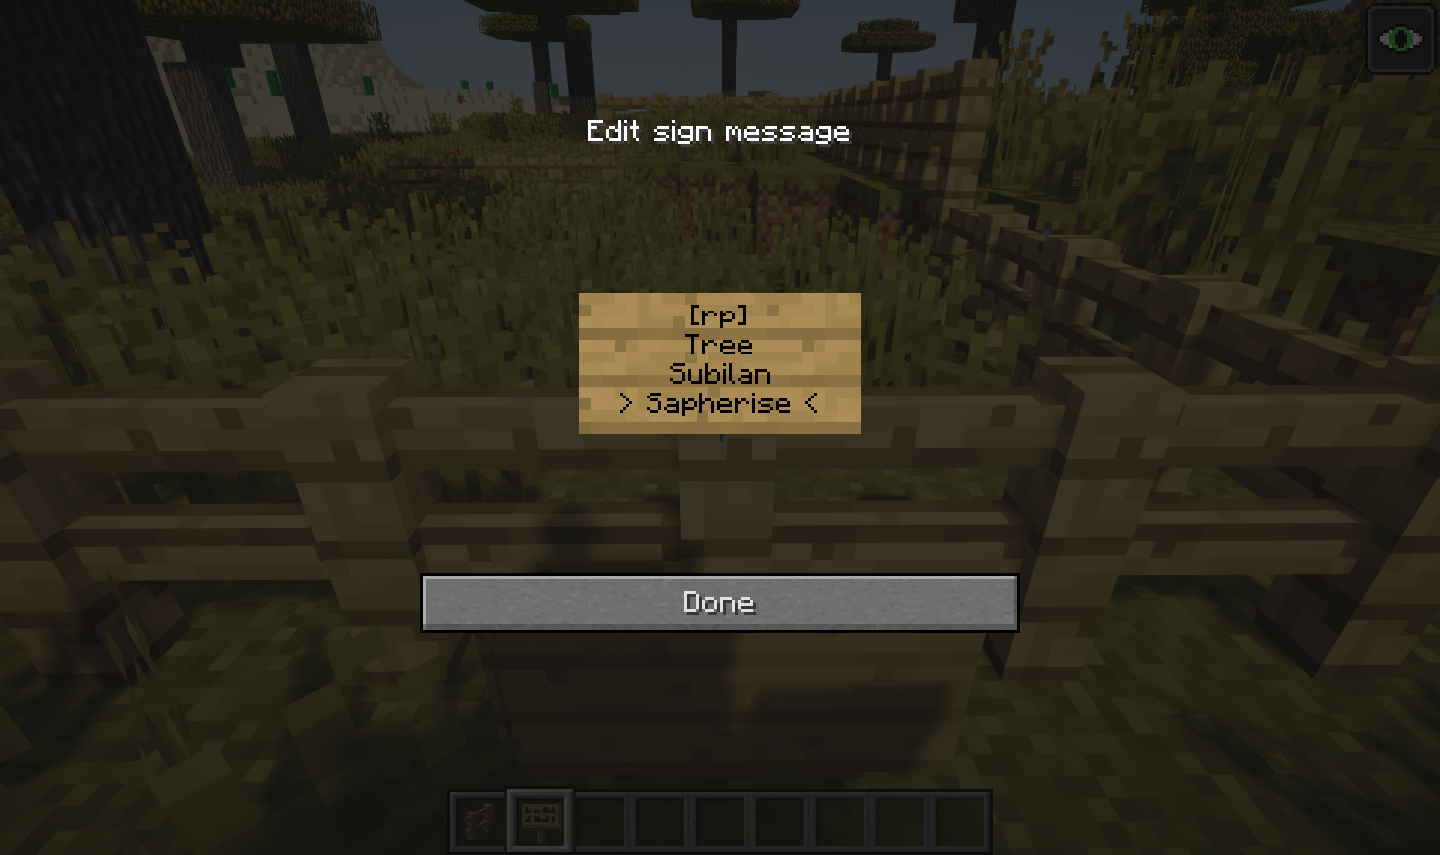 Edit sign message
[rp]
Tree
Subilan
> Sapherise <
Done